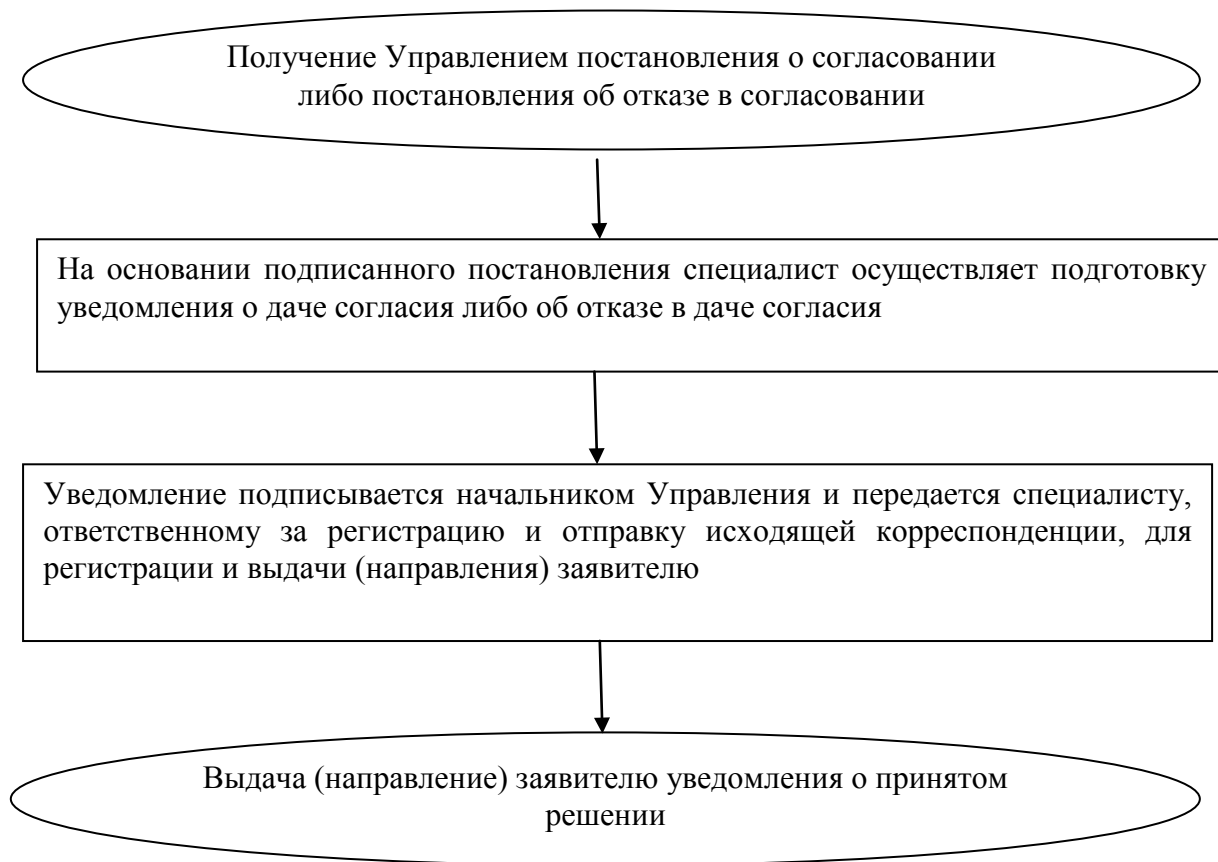 Получение Управлением постановления о согласовании
либо постановления об отказе в согласовании
На основании подписанного постановления специалист осуществляет подготовку
уведомления о даче согласия либо об отказе в даче согласия
Уведомление подписывается начальником Управления и передается специалисту,
ответственному за регистрацию и отправку исходящей корреспонденции, для
регистрации и выдачи (направления) заявителю
Выдача (направление) заявителю уведомления о принятом
решении